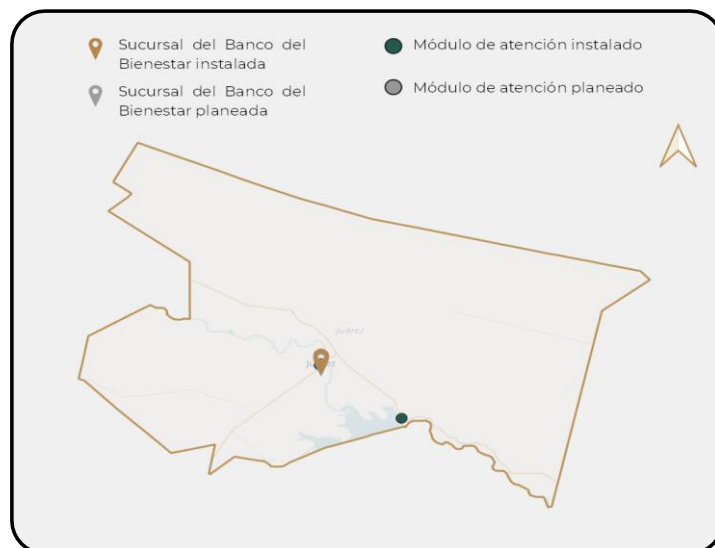 Sucursal del Banco del
Bienestar instalada
Sucursal del Banco del
Bienestar planeada
Módulo de atención instalado
Módulo de atención planeado
Juárez